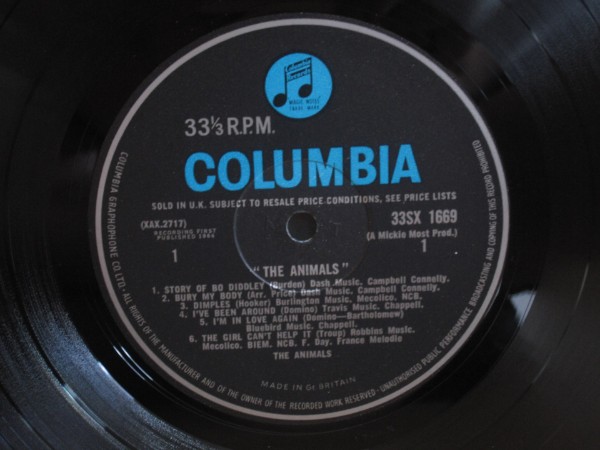 Columbia
Records
MAGIC NOTES
TRADE MARK
33⅓ R.P.M.
COLUMBIA
SOLD IN U.K. SUBJECT TO RESALE PRICE CONDITIONS, SEE PRICE LISTS
(XAX.2717)
33SX 1669
RECORDING FIRST
PUBLISHED 1964
(A Mickie Most Prod.)
1
1
"THE ANIMALS"
1. STORY OF BO DIDDLEY (Burdon) Dash Music. Campbell Connelly.
2. BURY MY BODY (Arr. Price) Dash Music. Campbell Connelly.
3. DIMPLES (Hooker) Burlington Music. Mecolico. NCB.
4. I'VE BEEN AROUND (Domino) Travis Music. Chappell.
5. I'M IN LOVE AGAIN (Domino—Bartholomew)
Bluebird Music. Chappell.
6. THE GIRL CAN'T HELP IT (Troup) Robbins Music.
Mecolico. BIEM. NCB. F. Day. France Melodie
THE ANIMALS
MADE IN Gt. BRITAIN
COLUMBIA GRAPHOPHONE CO LTD. · ALL RIGHTS OF THE MANUFACTURER AND OF THE OWNER OF THE RECORDED WORK RESERVED · UNAUTHORISED PUBLIC PERFORMANCE BROADCASTING AND COPYING OF THIS RECORD PROHIBITED